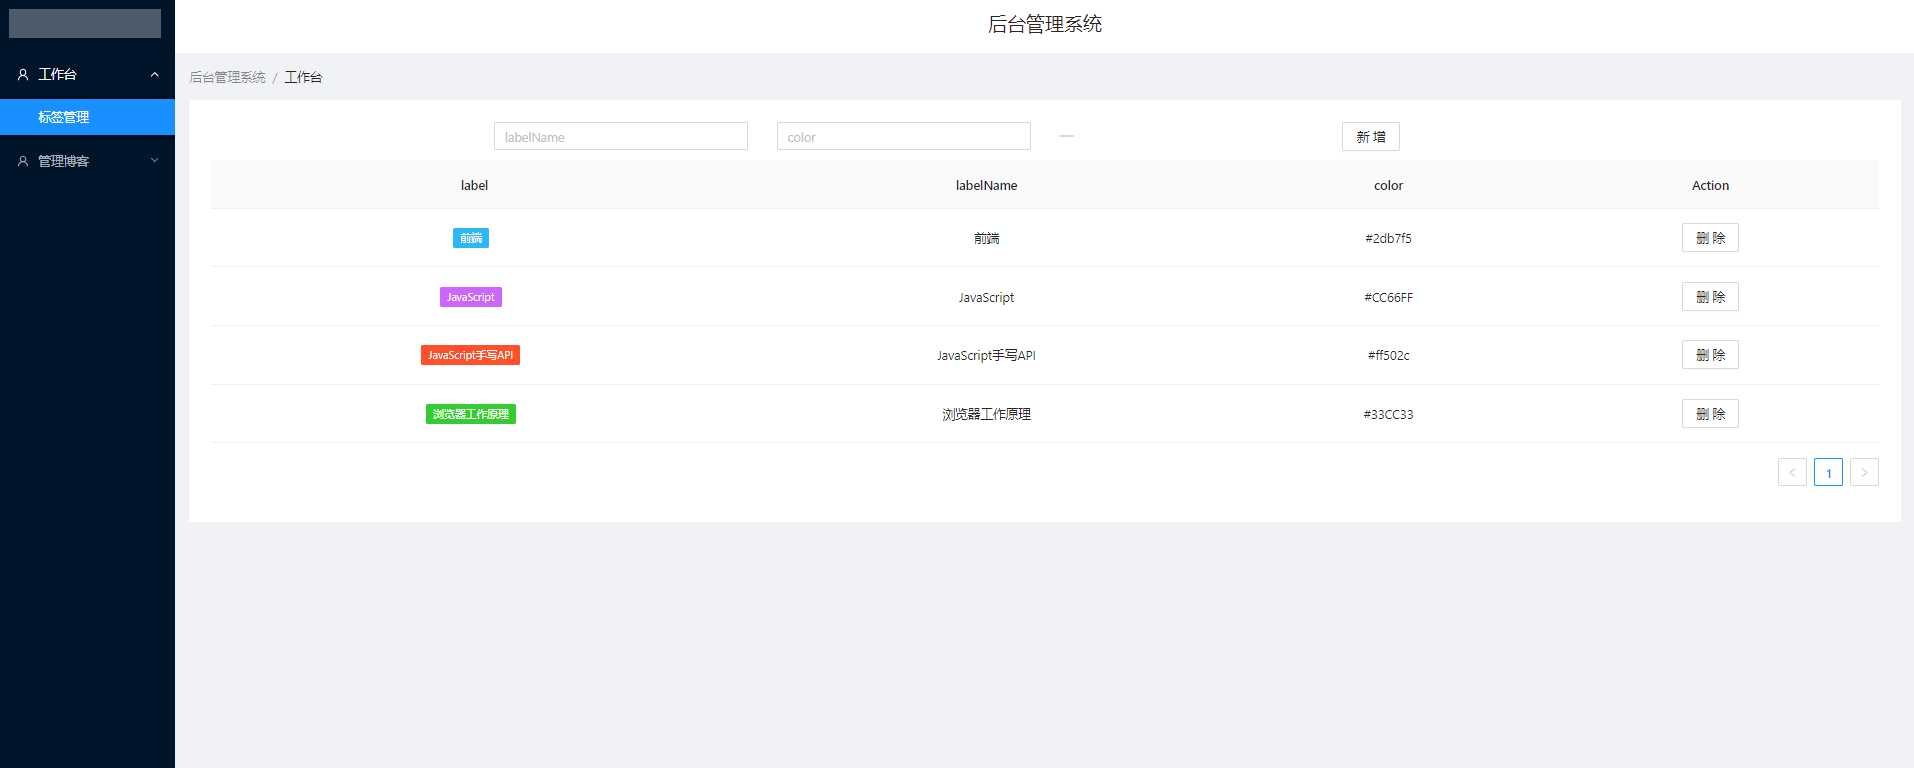 后台管理系统
工作台
标签管理
管理博客
后台管理系统 / 工作台
labelName color 新 增
label labelName color Action
前端 前端 #2db7f5 删 除
JavaScript JavaScript #CC66FF 删 除
JavaScript手写API JavaScript手写API #ff502c 删 除
浏览器工作原理 浏览器工作原理 #33CC33 删 除
< 1 >